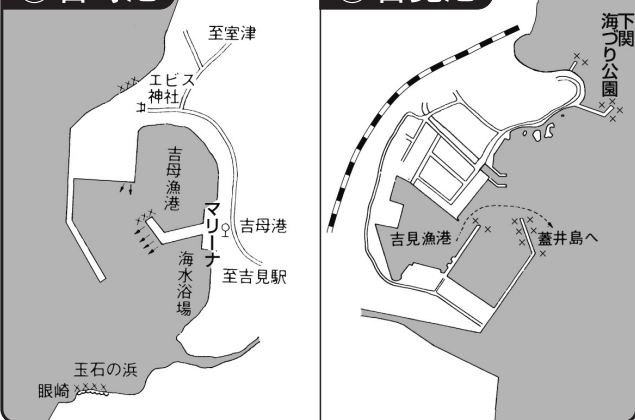 至室津
エビス
神社
吉母漁港
マリーナ
吉母港
海水浴場
至吉見駅
玉石の浜
眼崎
下関
海づり公園
吉見漁港
蓋井島へ